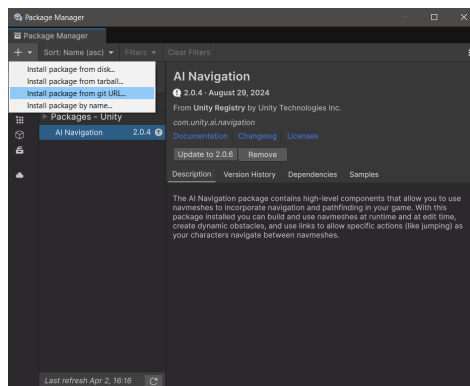 Package Manager
Package Manager
Sort: Name (asc) Filters Clear Filters
Install package from disk...
Install package from tarball...
Install package from git URL...
Install package by name...
Packages - Unity
AI Navigation 2.0.4
AI Navigation
2.0.4 · August 29, 2024
From Unity Registry by Unity Technologies Inc.
com.unity.ai.navigation
Documentation Changelog Licenses
Update to 2.0.6 Remove
Description Version History Dependencies Samples
The AI Navigation package contains high-level components that allow you to use
navmeshes to incorporate navigation and pathfinding in your game. With this
package installed you can build and use navmeshes at runtime and at edit time,
create dynamic obstacles, and use links to allow specific actions (like jumping) as
your characters navigate between navmeshes.
Last refresh Apr 2, 16:16